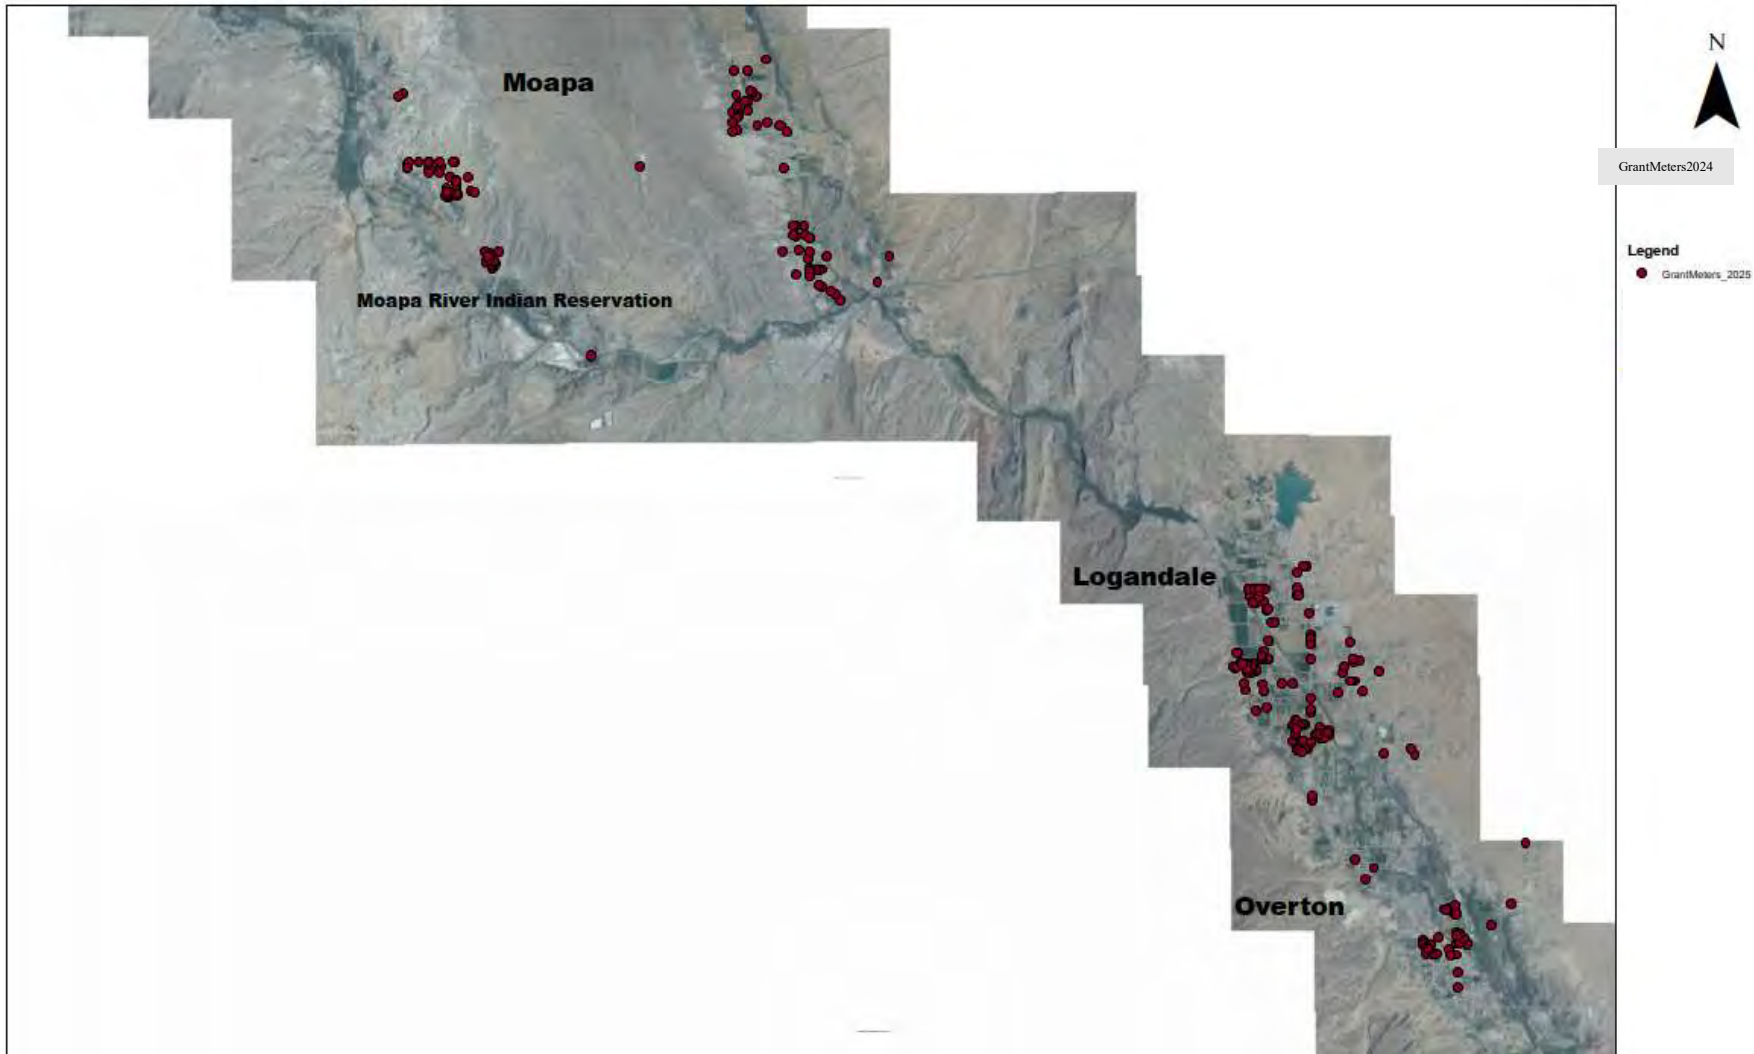 N
Moapa
GrantMeters2024
Legend
GrantMeters_2025
Moapa River Indian Reservation
Logandale
Overton